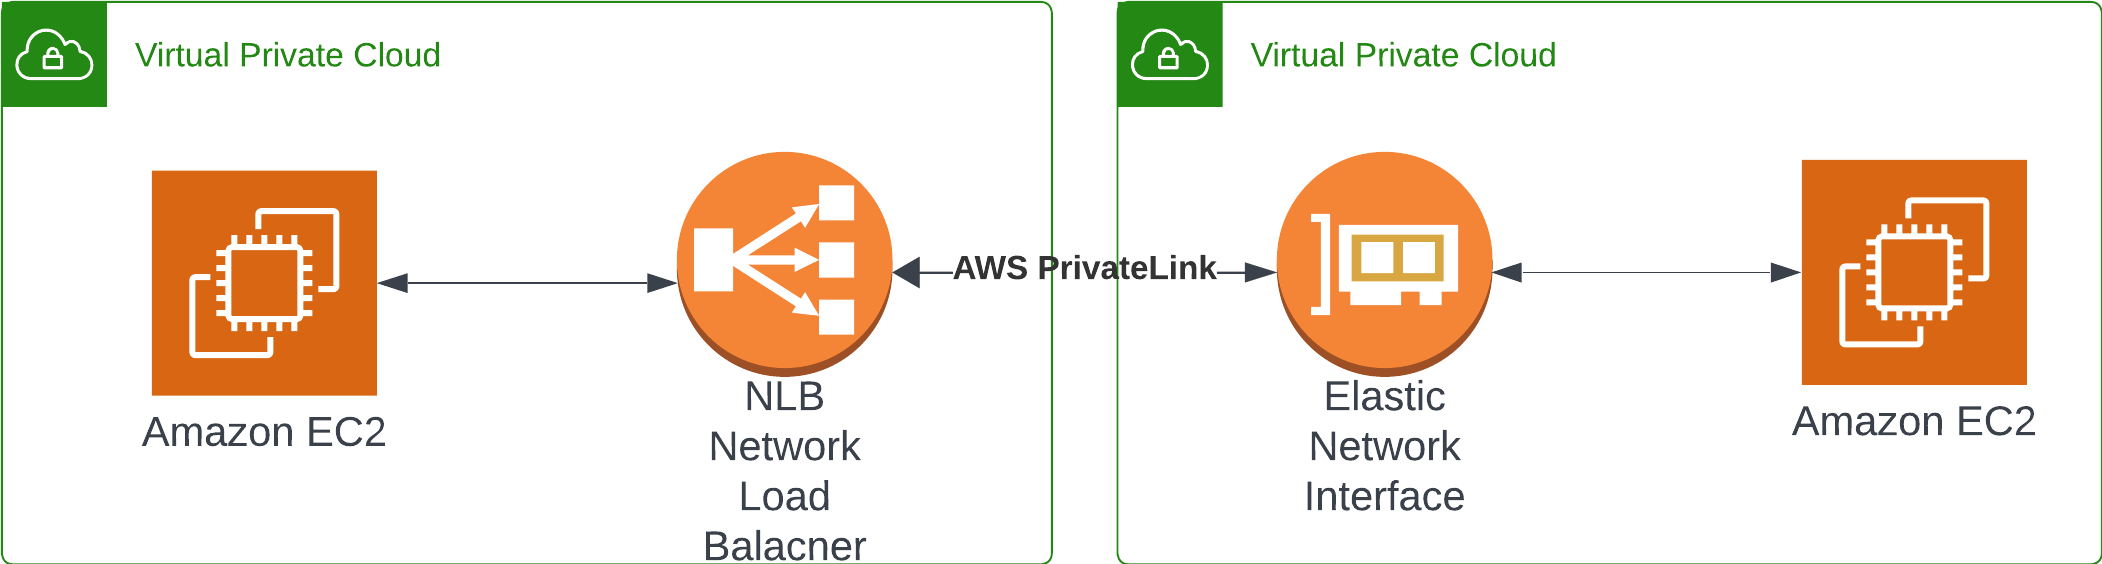 Virtual Private Cloud
Virtual Private Cloud
Amazon EC2
NLB
Network
Load
Balacner
AWS PrivateLink
Elastic
Network
Interface
Amazon EC2